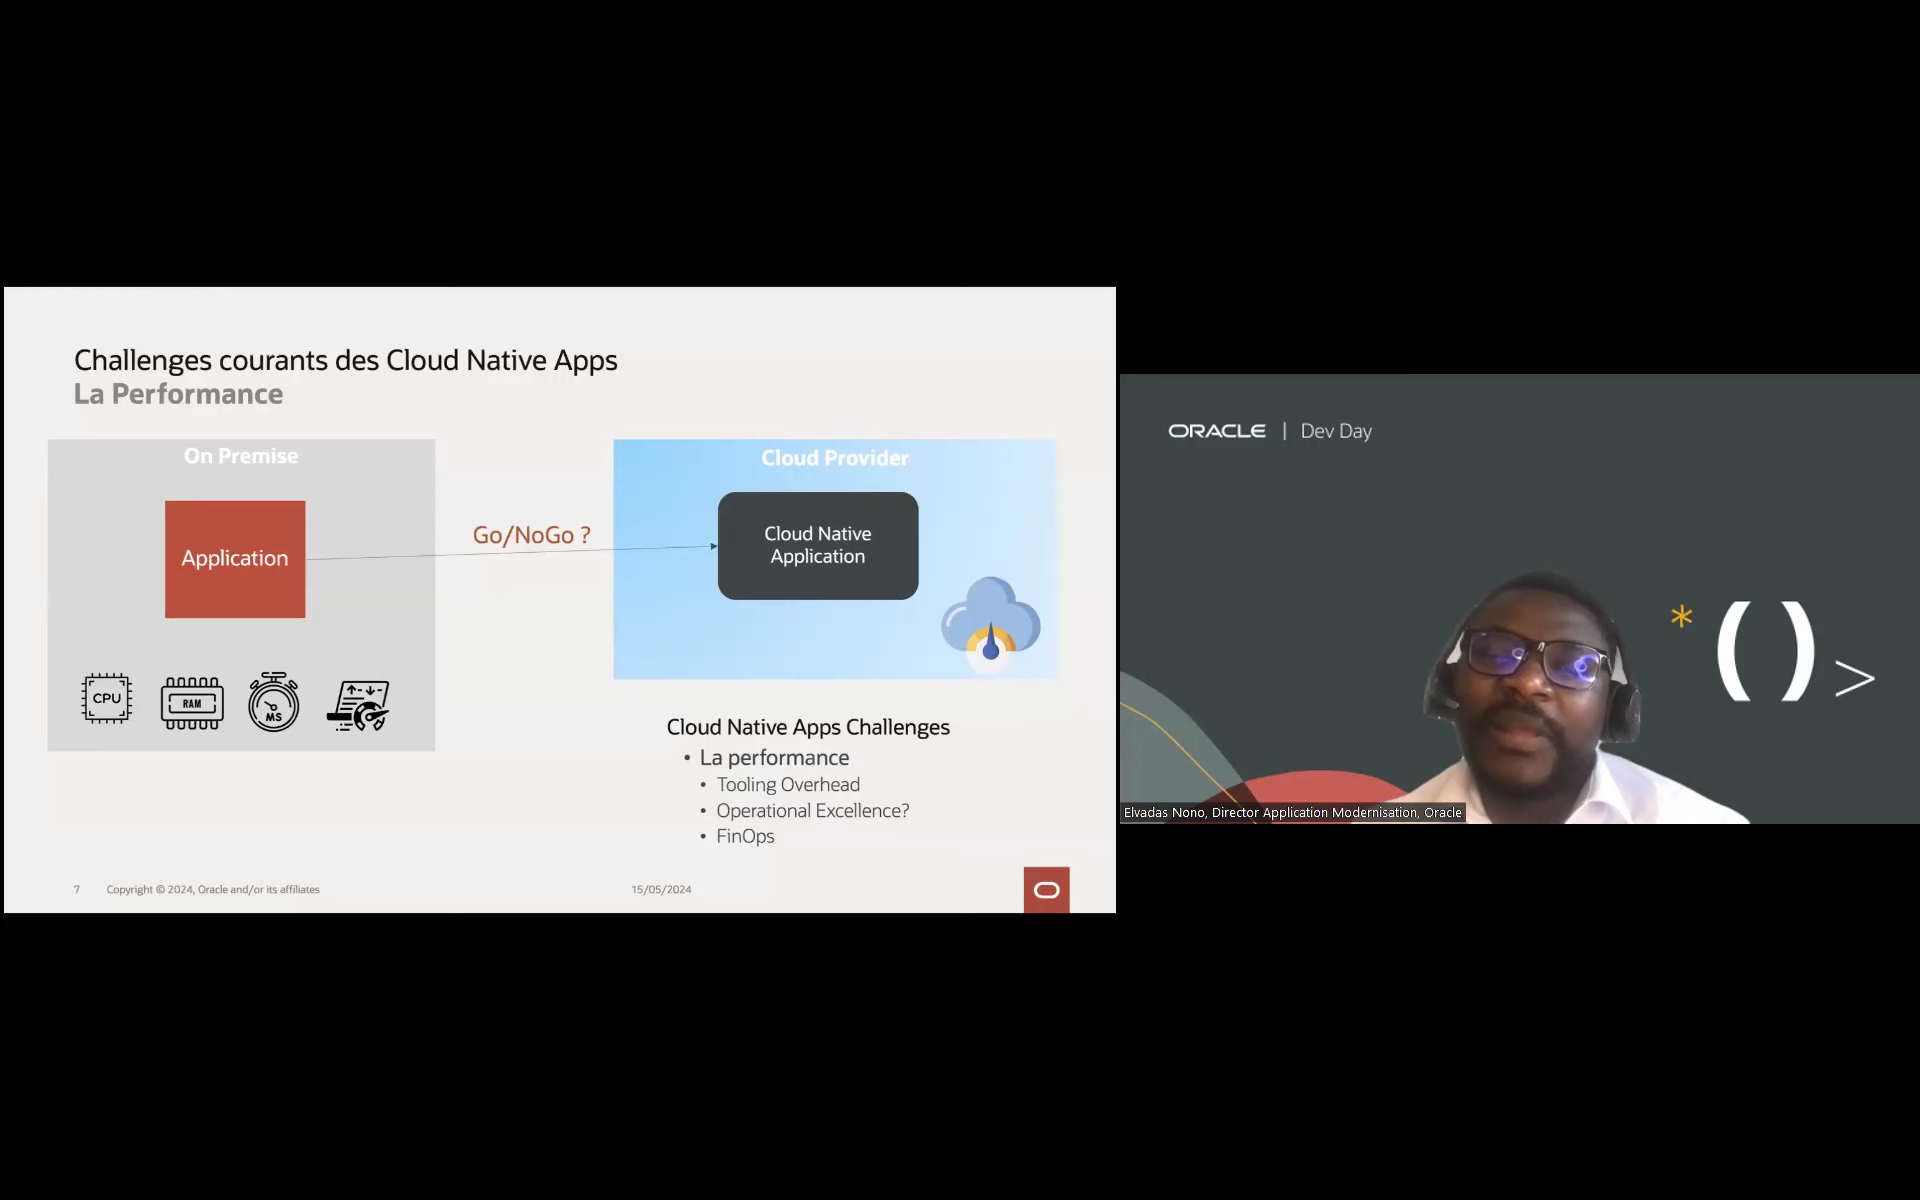 Challenges courants des Cloud Native Apps
La Performance
On Premise
Application
CPU
RAM
MS
Go/NoGo ?
Cloud Provider
Cloud Native
Application
Cloud Native Apps Challenges
• La performance
• Tooling Overhead
• Operational Excellence?
• FinOps
7 Copyright © 2024, Oracle and/or its affiliates 15/05/2024
ORACLE | Dev Day
* ( ) >
Elvadas Nono, Director Application Modernisation, Oracle